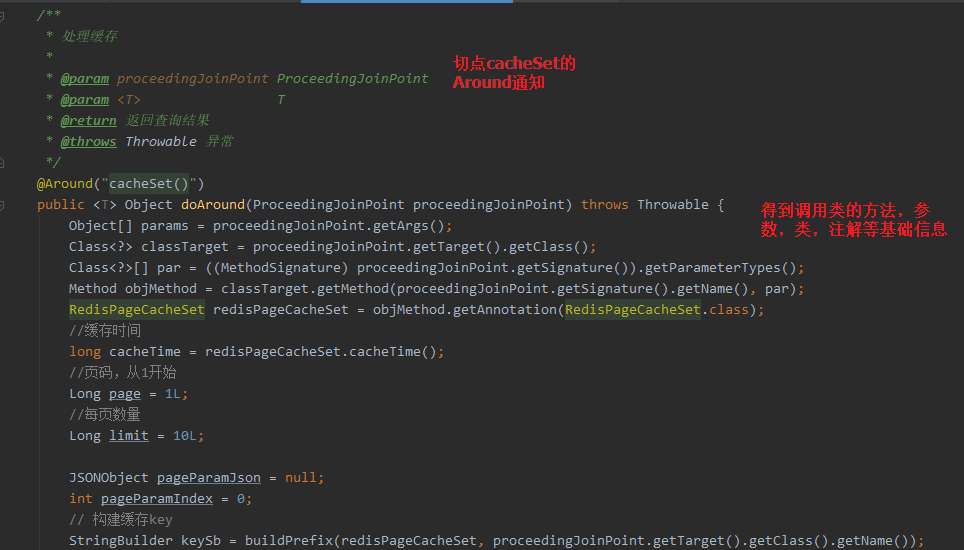 /**
* 处理缓存
*
* @param proceedingJoinPoint ProceedingJoinPoint
* @param <T> T
* @return 返回查询结果
* @throws Throwable 异常
*/
切点cacheSet的
Around通知
@Around("cacheSet()")
public <T> Object doAround(ProceedingJoinPoint proceedingJoinPoint) throws Throwable {
得到调用类的方法，参
数，类，注解等基础信息
Object[] params = proceedingJoinPoint.getArgs();
Class<?> classTarget = proceedingJoinPoint.getTarget().getClass();
Class<?>[] par = ((MethodSignature) proceedingJoinPoint.getSignature()).getParameterTypes();
Method objMethod = classTarget.getMethod(proceedingJoinPoint.getSignature().getName(), par);
RedisPageCacheSet redisPageCacheSet = objMethod.getAnnotation(RedisPageCacheSet.class);
//缓存时间
long cacheTime = redisPageCacheSet.cacheTime();
//页码，从1开始
Long page = 1L;
//每页数量
Long limit = 10L;
JSONObject pageParamJson = null;
int pageParamIndex = 0;
// 构建缓存key
StringBuilder keySb = buildPrefix(redisPageCacheSet, proceedingJoinPoint.getTarget().getClass().getName());